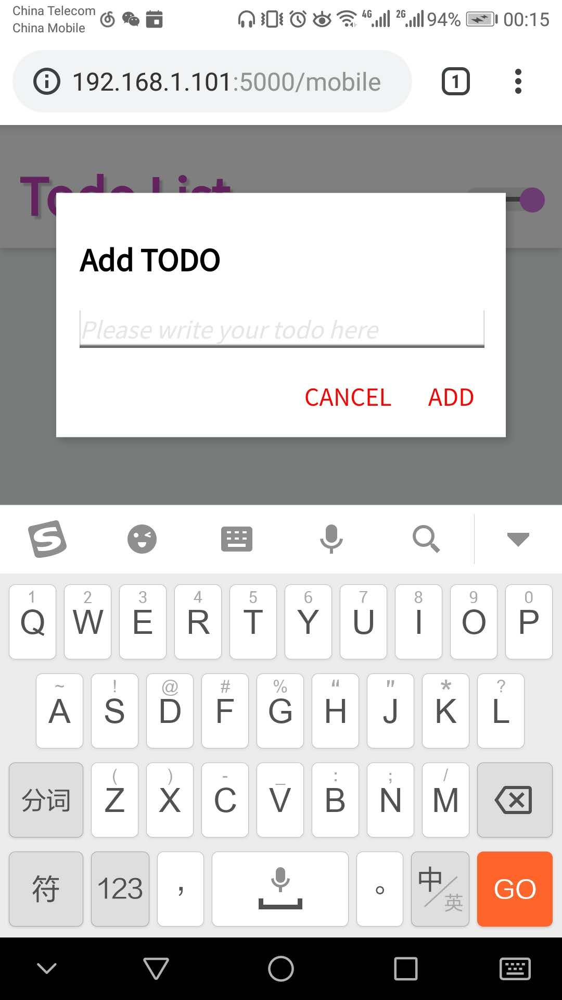 China Telecom
China Mobile
4G 2G 94% 00:15
192.168.1.101:5000/mobile
1
Todo List
Add TODO
Please write your todo here
CANCEL ADD
1 2 3 4 5 6 7 8 9 0
Q W E R T Y U I O P
~ ! @ # % “ " * ?
A S D F G H J K L
( ) - _ : ; /
分词 Z X C V B N M
符 123 , 。 中/英 GO